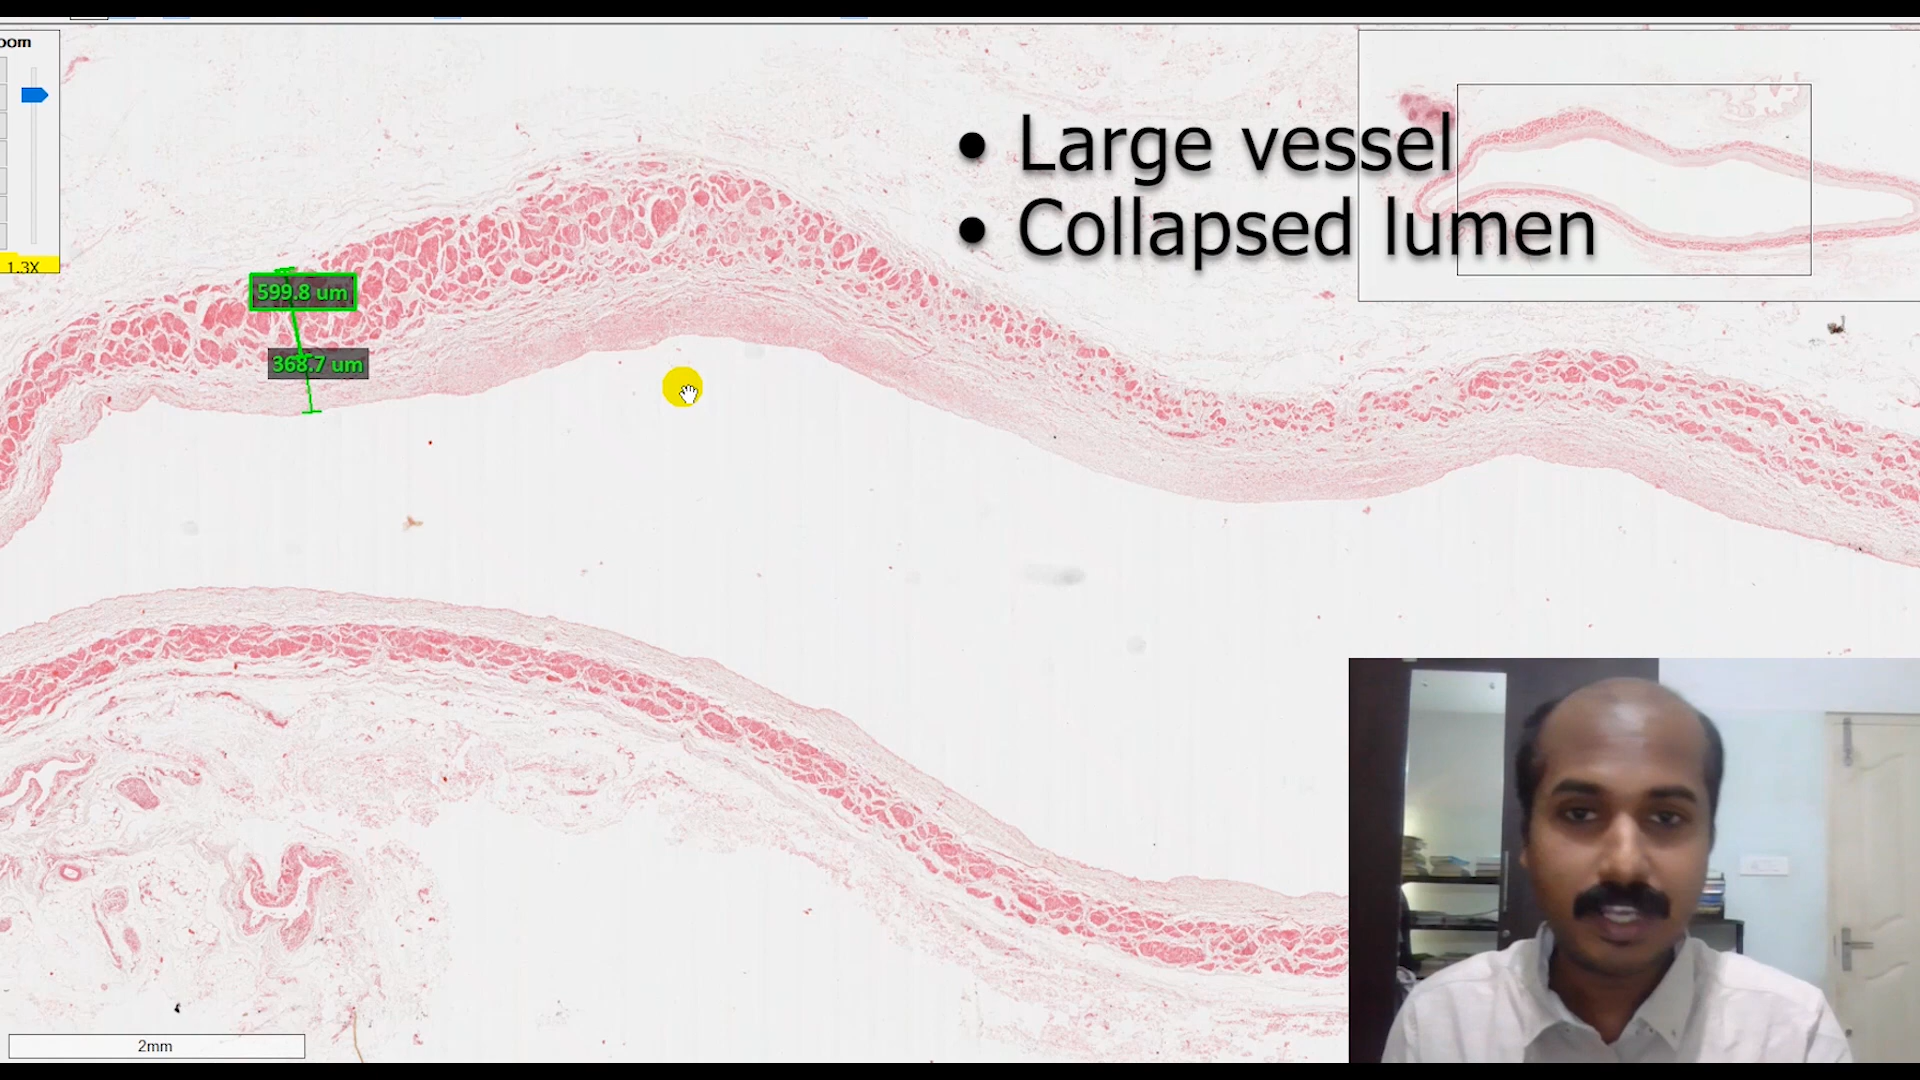 oom
1.3X
• Large vessel
• Collapsed lumen
599.8 um
368.7 um
2mm